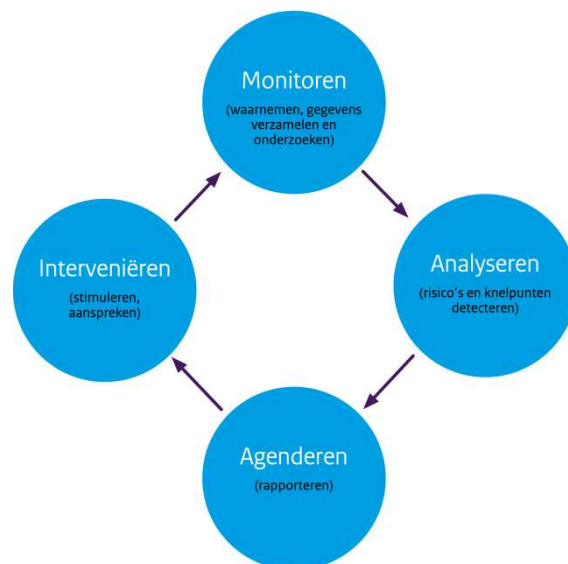 Monitoren
(waarnemen, gegevens
verzamelen en
onderzoeken)
Analyseren
(risico's en knelpunten
detecteren)
Agenderen
(rapporteren)
Interveniëren
(stimuleren,
aanspreken)